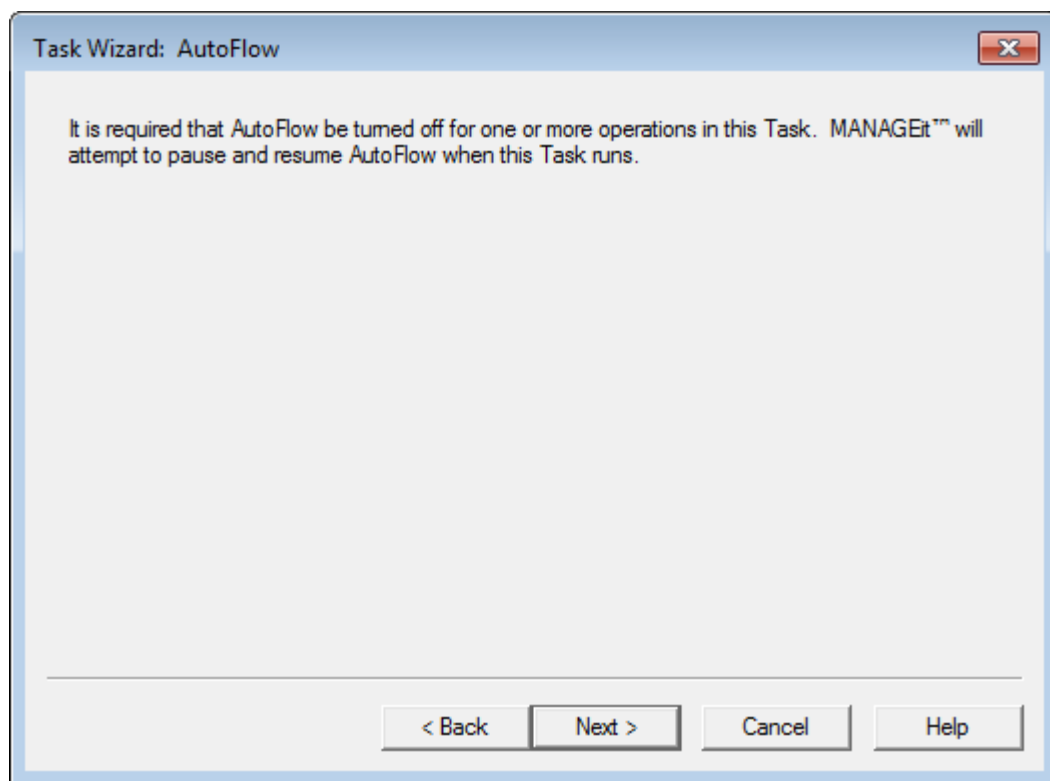 Task Wizard: AutoFlow
It is required that AutoFlow be turned off for one or more operations in this Task. MANAGEit™ will
attempt to pause and resume AutoFlow when this Task runs.
< Back Next > Cancel Help